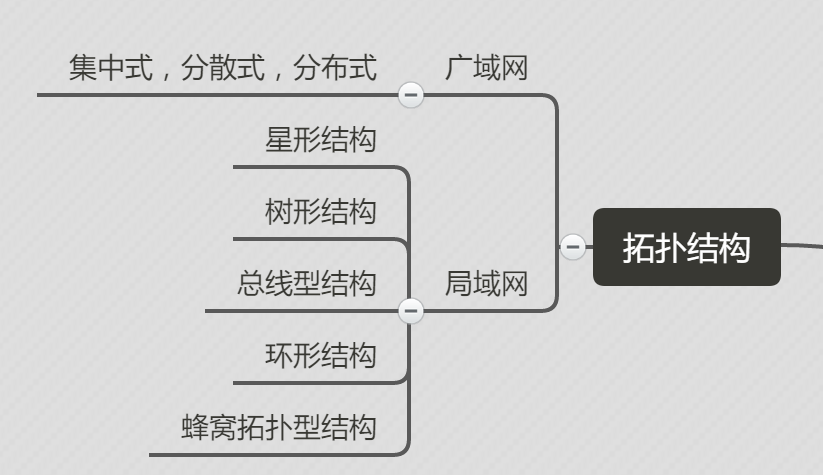 集中式，分散式，分布式
广域网
星形结构
树形结构
总线型结构
环形结构
蜂窝拓扑型结构
局域网
拓扑结构